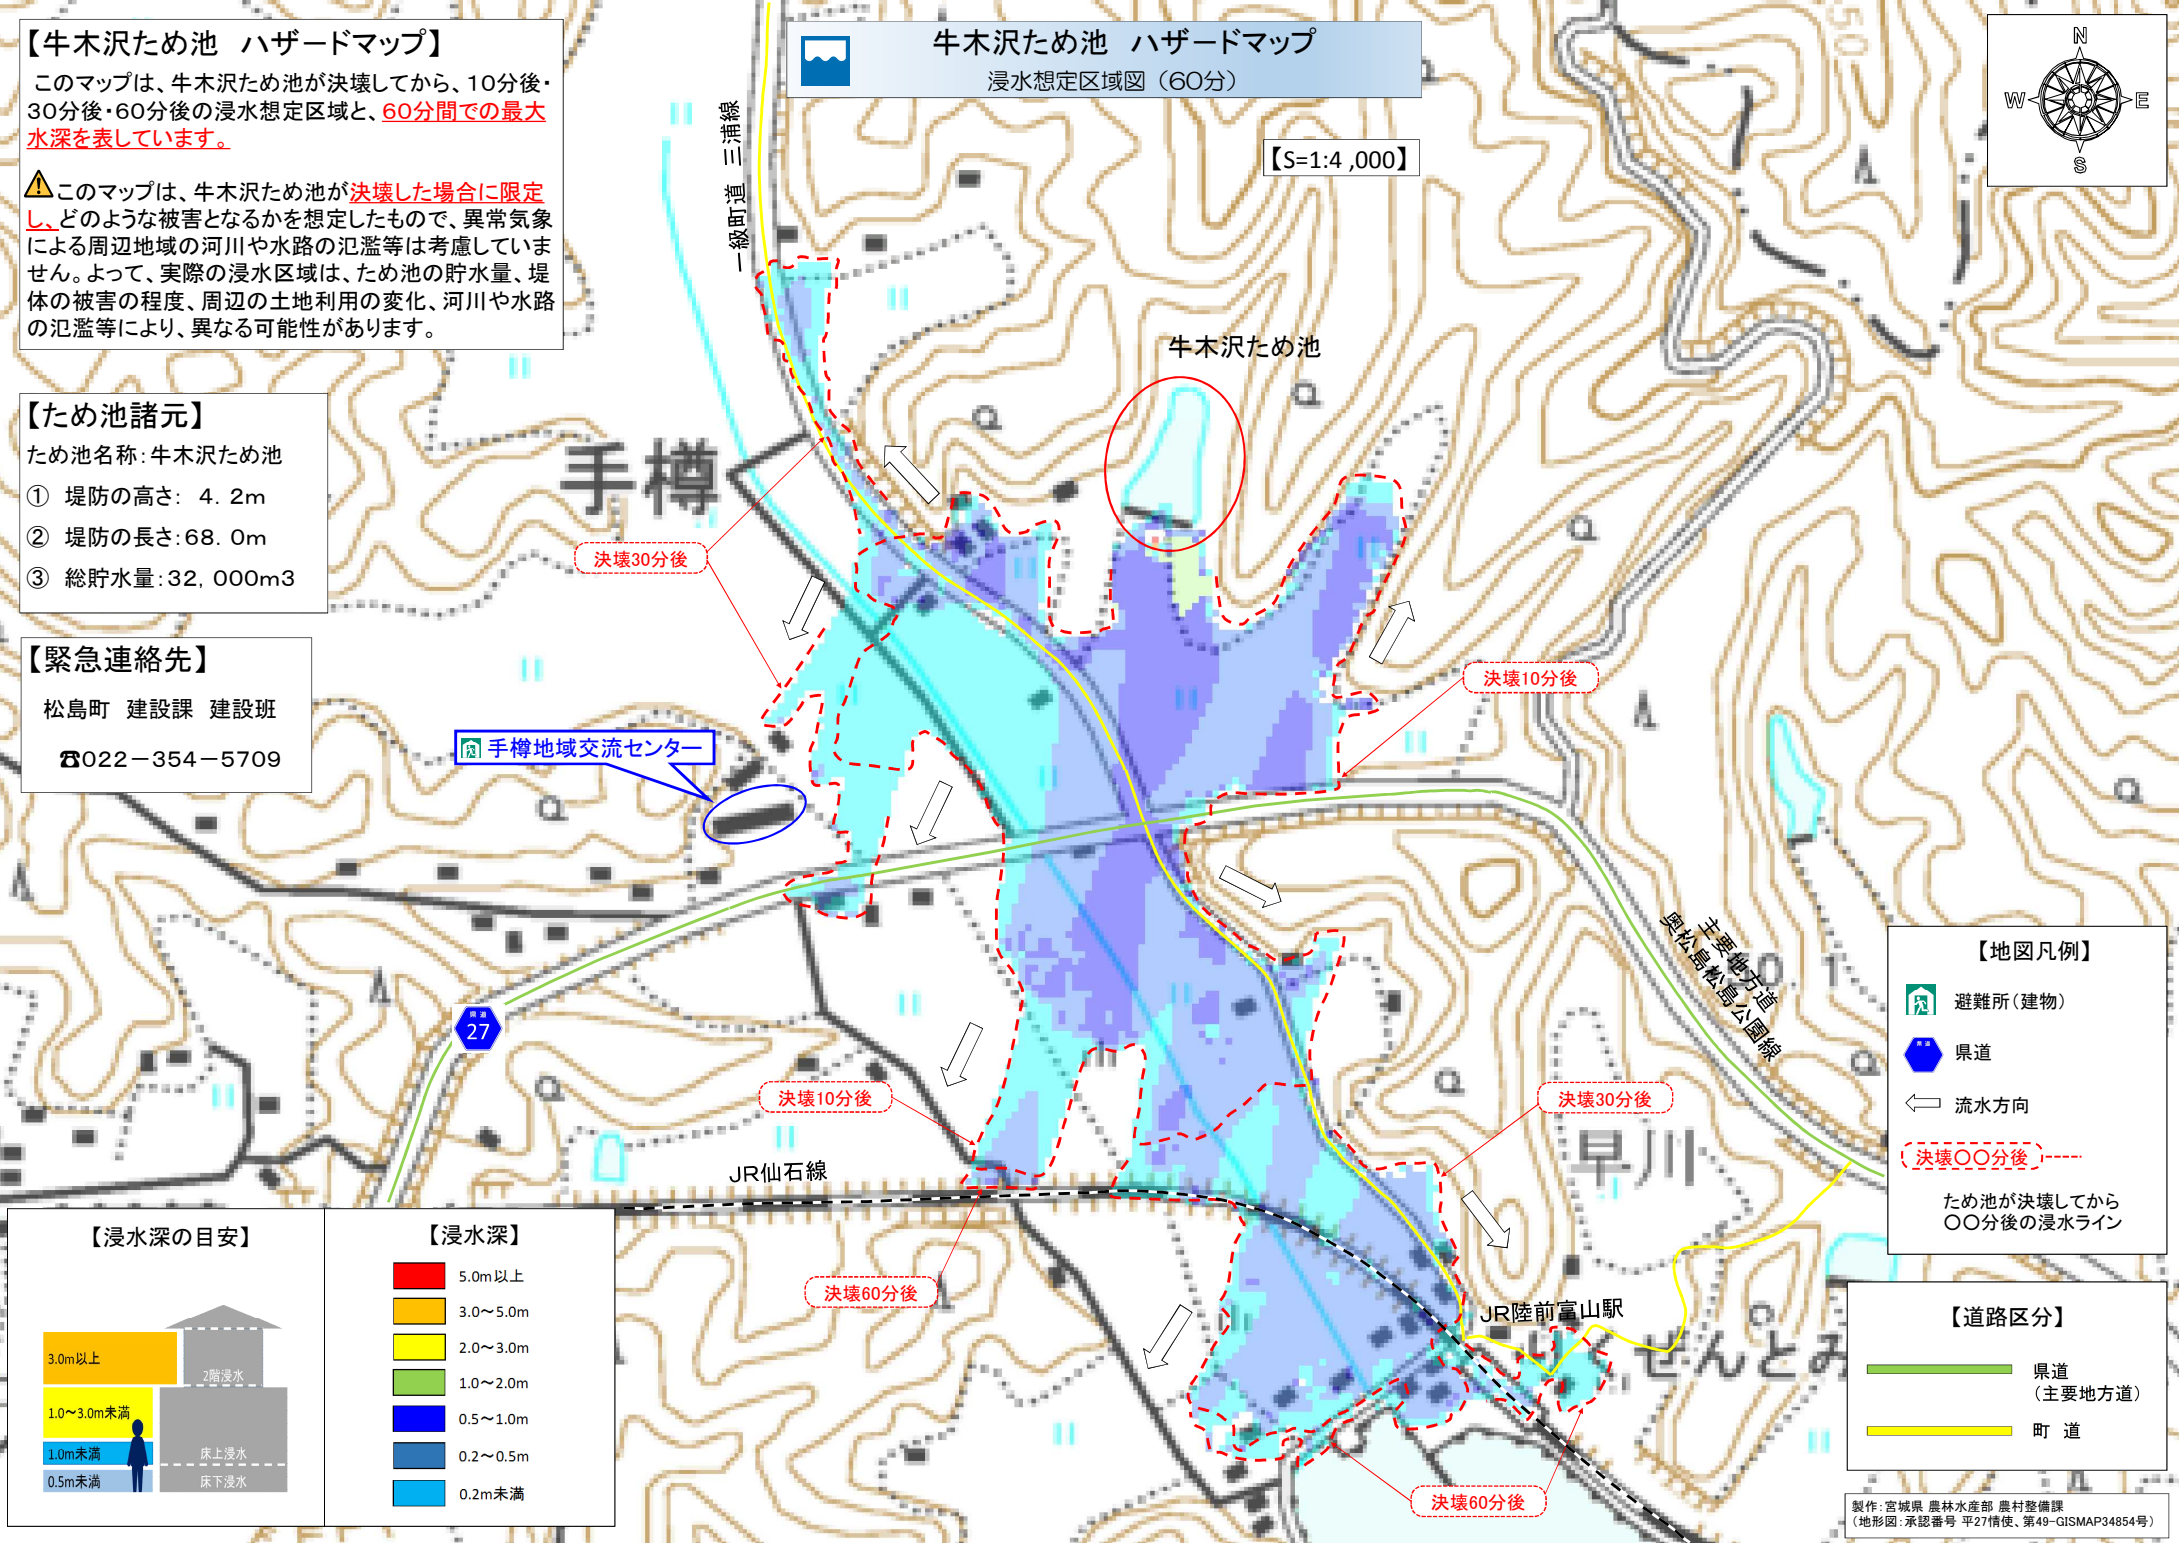 【牛木沢ため池　ハザードマップ】
このマップは、牛木沢ため池が決壊してから、10分後・
30分後・60分後の浸水想定区域と、60分間での最大
水深を表しています。
このマップは、牛木沢ため池が決壊した場合に限定
し、どのような被害となるかを想定したもので、異常気象
による周辺地域の河川や水路の氾濫等は考慮していま
せん。よって、実際の浸水区域は、ため池の貯水量、堤
体の被害の程度、周辺の土地利用の変化、河川や水路
の氾濫等により、異なる可能性があります。
牛木沢ため池　ハザードマップ
浸水想定区域図（60分）
【S=1:4 ,000】
N
W
E
S
50
一級町道　三浦線
牛木沢ため池
【ため池諸元】
ため池名称：牛木沢ため池
① 堤防の高さ： 4．2m
② 堤防の長さ：68．0m
③ 総貯水量：32，000m3
手樽
決壊30分後
【緊急連絡先】
松島町　建設課　建設班
☎022－354－5709
決壊10分後
手樽地域交流センター
主要地方道
奥松島松島公園線
県道
27
決壊10分後
決壊30分後
早川
JR仙石線
決壊60分後
JR陸前富山駅
せんとみ
決壊60分後
【地図凡例】
避難所（建物）
県道
県道
流水方向
決壊〇〇分後
ため池が決壊してから
〇〇分後の浸水ライン
【浸水深の目安】
3.0m以上
2階浸水
1.0～3.0m未満
1.0m未満
床上浸水
0.5m未満
床下浸水
【浸水深】
5.0m以上
3.0～5.0m
2.0～3.0m
1.0～2.0m
0.5～1.0m
0.2～0.5m
0.2m未満
【道路区分】
県道
（主要地方道）
町　道
製作：宮城県 農林水産部 農村整備課
（地形図：承認番号 平27情使、第49-GISMAP34854号）